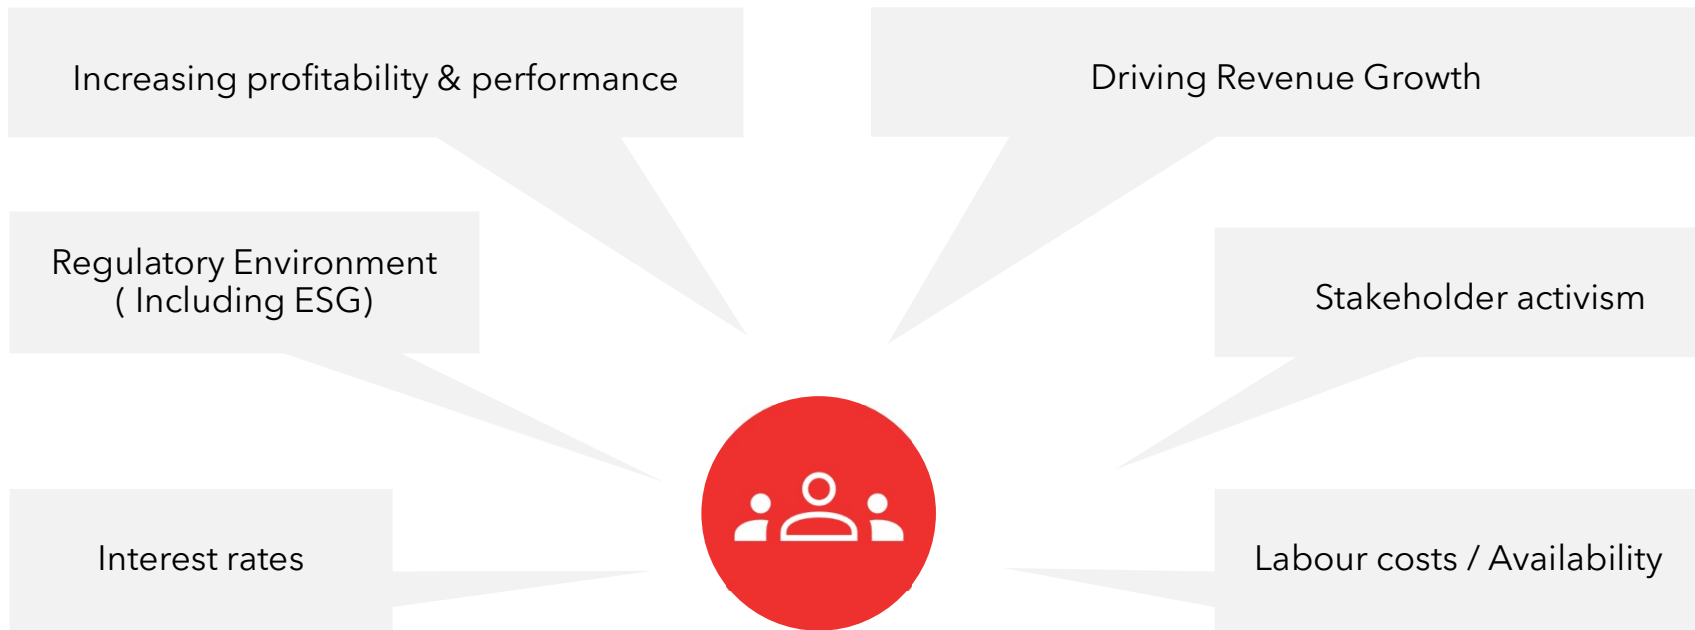 Increasing profitability & performance
Driving Revenue Growth
Regulatory Environment
( Including ESG)
Stakeholder activism
Interest rates
Labour costs / Availability